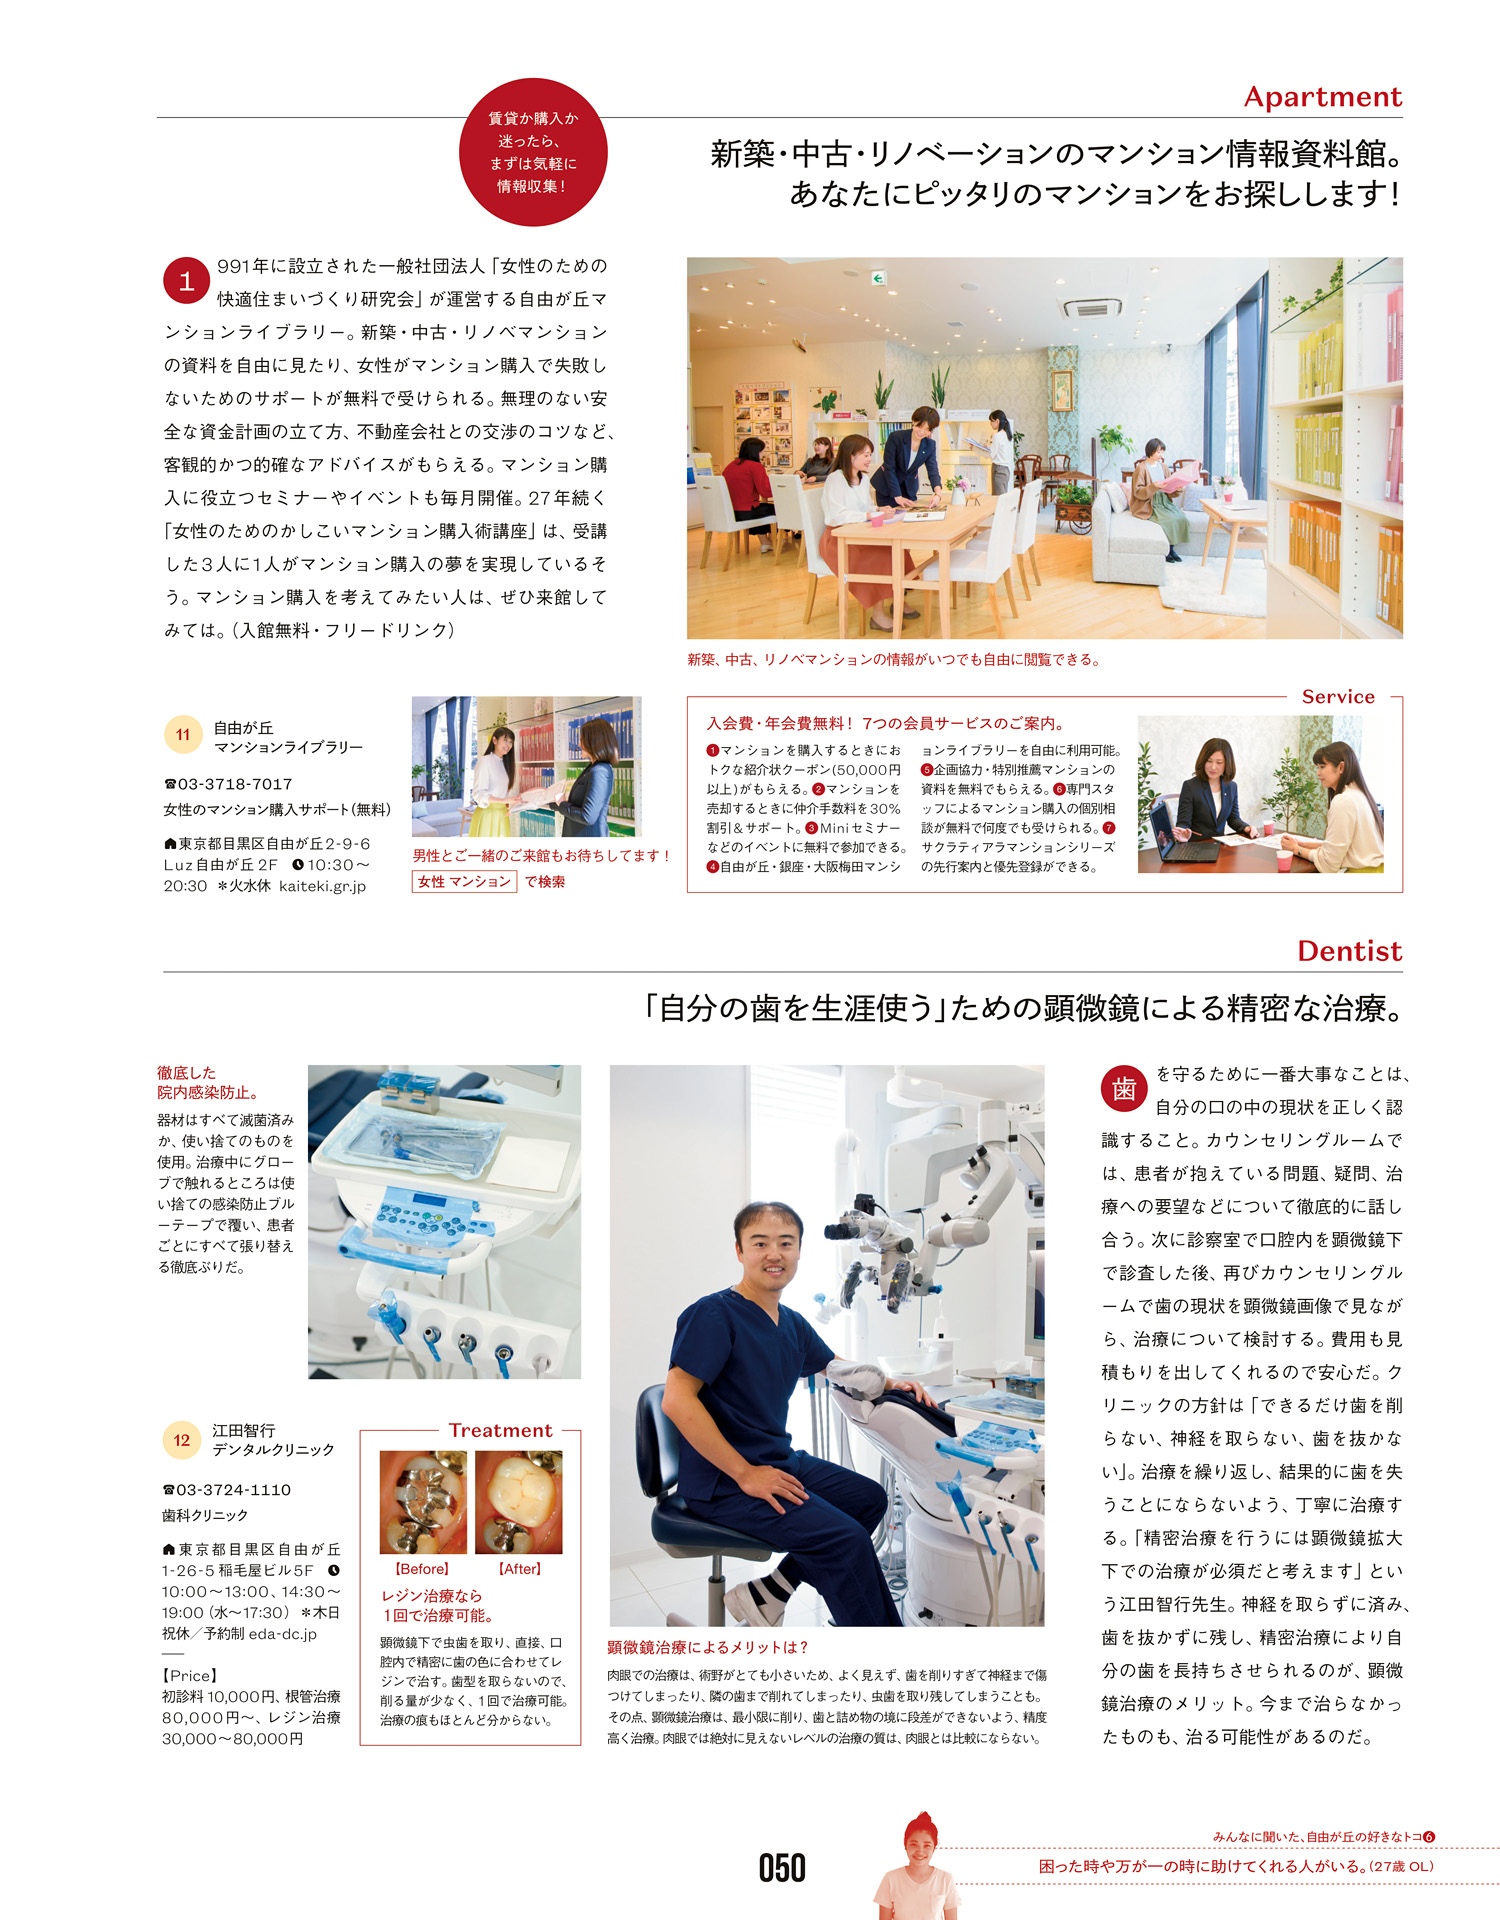 Apartment
賃貸か購入か
迷ったら、
まずは気軽に
情報収集！
新築・中古・リノベーションのマンション情報資料館。
あなたにピッタリのマンションをお探しします！
1
991年に設立された一般社団法人「女性のための
快適住まいづくり研究会」が運営する自由が丘マ
ンションライブラリー。新築・中古・リノベマンション
の資料を自由に見たり、女性がマンション購入で失敗し
ないためのサポートが無料で受けられる。無理のない安
全な資金計画の立て方、不動産会社との交渉のコツなど、
客観的かつ的確なアドバイスがもらえる。マンション購
入に役立つセミナーやイベントも毎月開催。27年続く
「女性のためのかしこいマンション購入術講座」は、受講
した3人に1人がマンション購入の夢を実現しているそ
う。マンション購入を考えてみたい人は、ぜひ来館して
みては。（入館無料・フリードリンク）
新築、中古、リノベマンションの情報がいつでも自由に閲覧できる。
11
自由が丘
マンションライブラリー
☎03-3718-7017
女性のマンション購入サポート（無料）
東京都目黒区自由が丘2-9-6
Luz自由が丘2F 10:30〜
20:30 ＊火水休 kaiteki.gr.jp
男性とご一緒のご来館もお待ちしてます！
女性 マンション で検索
Service
入会費・年会費無料！ 7つの会員サービスのご案内。
❶マンションを購入するときにお
トクな紹介状クーポン（50,000円
以上）がもらえる。❷マンションを
売却するときに仲介手数料を30％
割引＆サポート。❸Miniセミナー
などのイベントに無料で参加できる。
❹自由が丘・銀座・大阪梅田マンシ
ョンライブラリーを自由に利用可能。
❺企画協力・特別推薦マンションの
資料を無料でもらえる。❻専門スタ
ッフによるマンション購入の個別相
談が無料で何度でも受けられる。❼
サクラティアラマンションシリーズ
の先行案内と優先登録ができる。
Dentist
「自分の歯を生涯使う」ための顕微鏡による精密な治療。
徹底した
院内感染防止。
器材はすべて滅菌済み
か、使い捨てのものを
使用。治療中にグロー
ブで触れるところは使
い捨ての感染防止ブル
ーテープで覆い、患者
ごとにすべて張り替え
る徹底ぶりだ。
12
江田智行
デンタルクリニック
☎03-3724-1110
歯科クリニック
東京都目黒区自由が丘
1-26-5 稲毛屋ビル5F
10:00〜13:00、14:30〜
19:00（水〜17:30） ＊木日
祝休／予約制 eda-dc.jp
【Price】
初診料10,000円、根管治療
80,000円〜、レジン治療
30,000〜80,000円
Treatment
【Before】 【After】
レジン治療なら
1回で治療可能。
顕微鏡下で虫歯を取り、直接、口
腔内で精密に歯の色に合わせてレ
ジンで治す。歯型を取らないので、
削る量が少なく、1回で治療可能。
治療の痕もほとんど分からない。
顕微鏡治療によるメリットは？
肉眼での治療は、術野がとても小さいため、よく見えず、歯を削りすぎて神経まで傷
つけてしまったり、隣の歯まで削れてしまったり、虫歯を取り残してしまうことも。
その点、顕微鏡治療は、最小限に削り、歯と詰め物の境に段差ができないよう、精度
高く治療。肉眼では絶対に見えないレベルの治療の質は、肉眼とは比較にならない。
歯
を守るために一番大事なことは、
自分の口の中の現状を正しく認
識すること。カウンセリングルームで
は、患者が抱えている問題、疑問、治
療への要望などについて徹底的に話し
合う。次に診察室で口腔内を顕微鏡下
で診査した後、再びカウンセリングル
ームで歯の現状を顕微鏡画像で見なが
ら、治療について検討する。費用も見
積もりを出してくれるので安心だ。ク
リニックの方針は「できるだけ歯を削
らない、神経を取らない、歯を抜かな
い」。治療を繰り返し、結果的に歯を失
うことにならないよう、丁寧に治療す
る。「精密治療を行うには顕微鏡拡大
下での治療が必須だと考えます」とい
う江田智行先生。神経を取らずに済み、
歯を抜かずに残し、精密治療により自
分の歯を長持ちさせられるのが、顕微
鏡治療のメリット。今まで治らなかっ
たものも、治る可能性があるのだ。
みんなに聞いた、自由が丘の好きなトコ❻
困った時や万が一の時に助けてくれる人がいる。（27歳 OL）
050